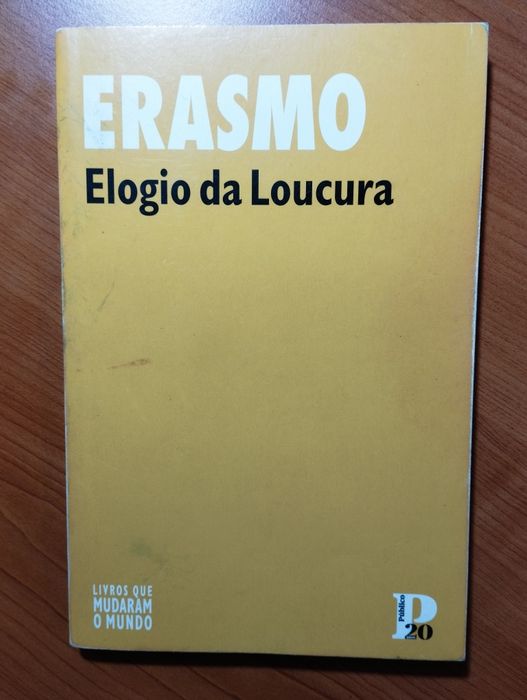 ERASMO
Elogio da Loucura
LIVROS QUE
MUDARAM
O MUNDO
Público
P
20